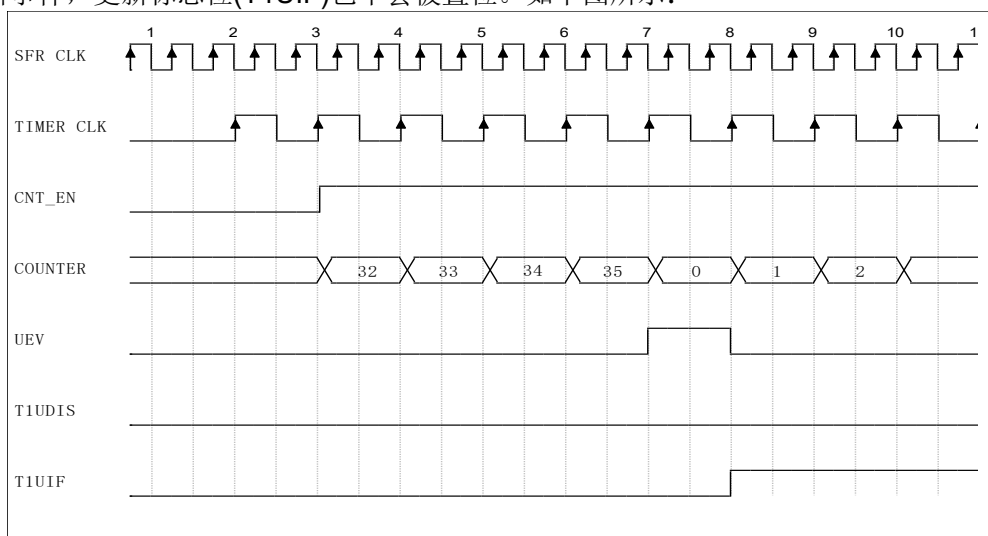 更新标志位(T1UIF)也不会被置位。如下图所示:
1 2 3 4 5 6 7 8 9 10 1
SFR CLK
TIMER CLK
CNT_EN
COUNTER 32 33 34 35 0 1 2
UEV
T1UDIS
T1UIF